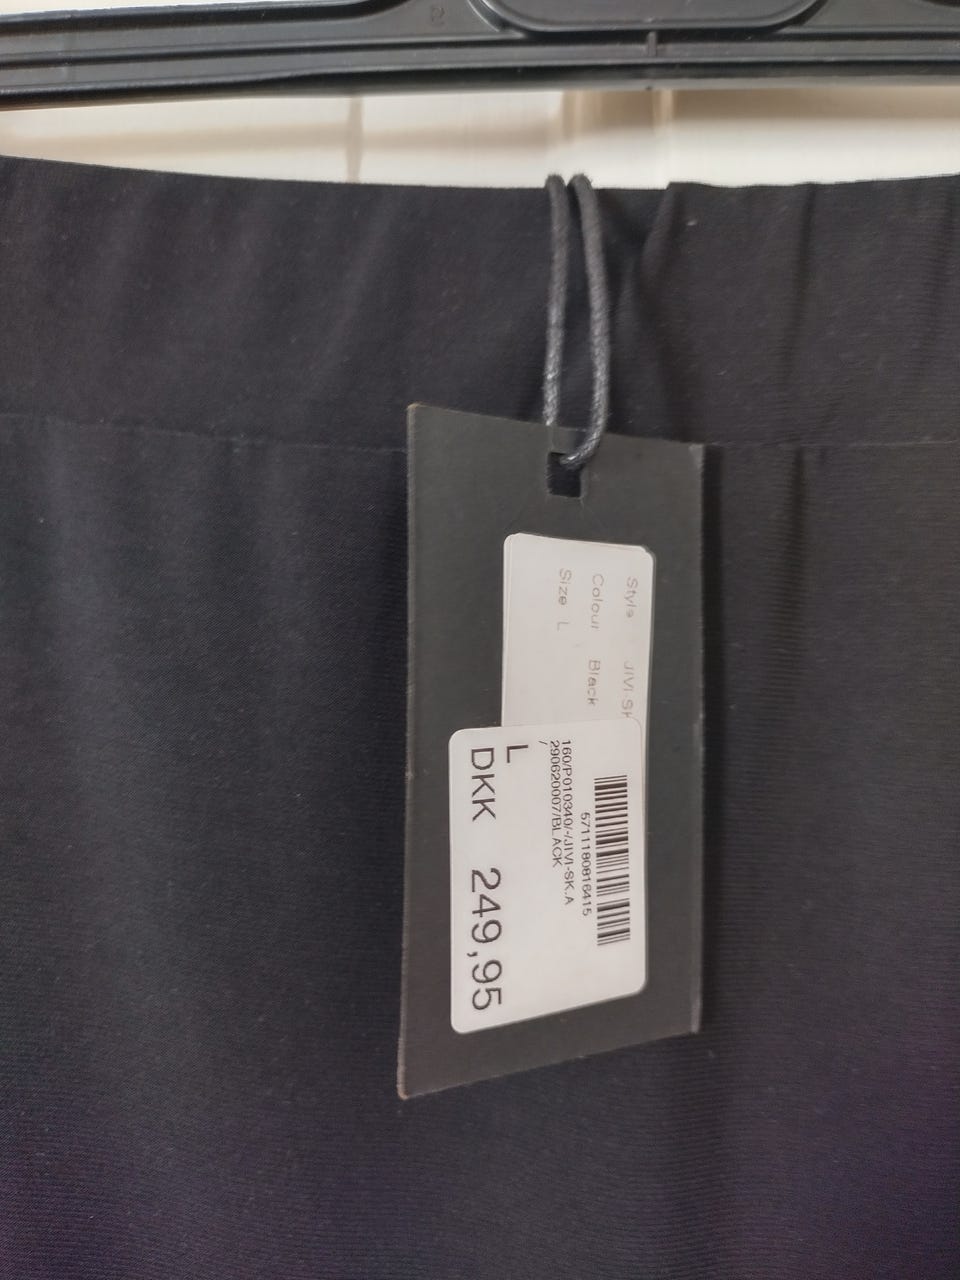 Style JIVI-SK
Colour Black
Size L
5711180816415
160/P010340/-/JIVI-SK.A
290620007/BLACK
/
L
DKK 249,95